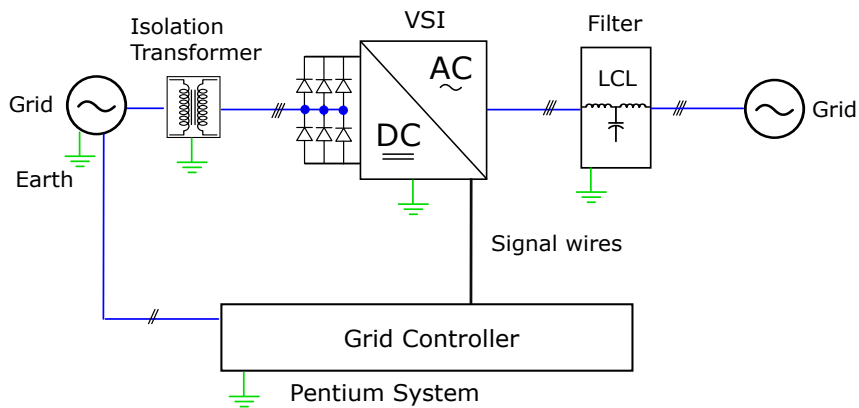 VSI
Filter
Isolation
Transformer
AC
LCL
Grid
DC
Grid
Earth
Signal wires
Grid Controller
Pentium System